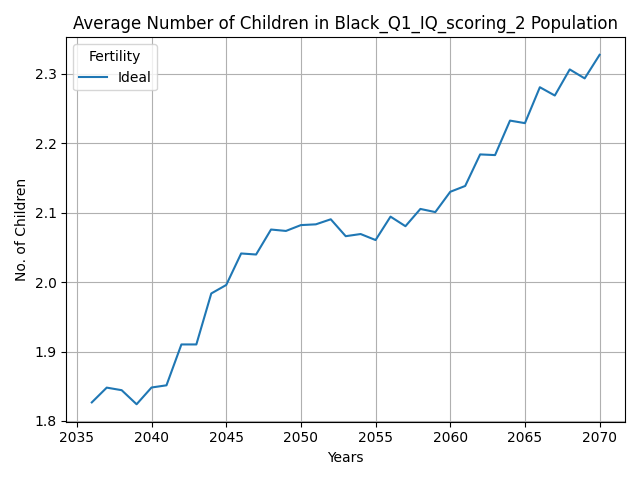 Average Number of Children in Black_Q1_IQ_scoring_2 Population
Fertility
Ideal
No. of Children
2.3
2.2
2.1
2.0
1.9
1.8
2035 2040 2045 2050 2055 2060 2065 2070
Years